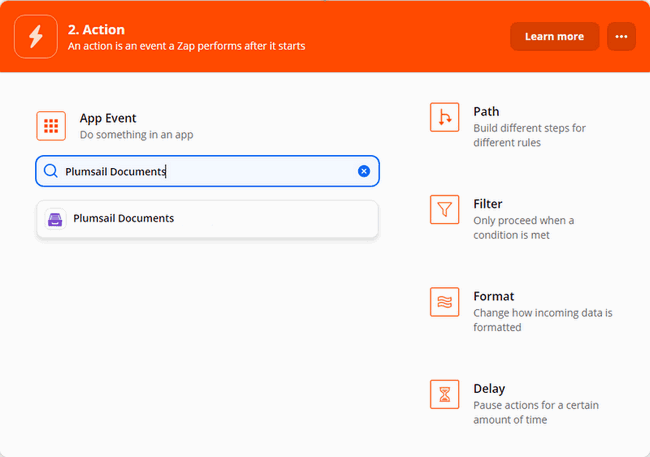 2. Action
An action is an event a Zap performs after it starts
Learn more
App Event
Do something in an app
Plumsail Documents
Plumsail Documents
Path
Build different steps for
different rules
Filter
Only proceed when a
condition is met
Format
Change how incoming data is
formatted
Delay
Pause actions for a certain
amount of time